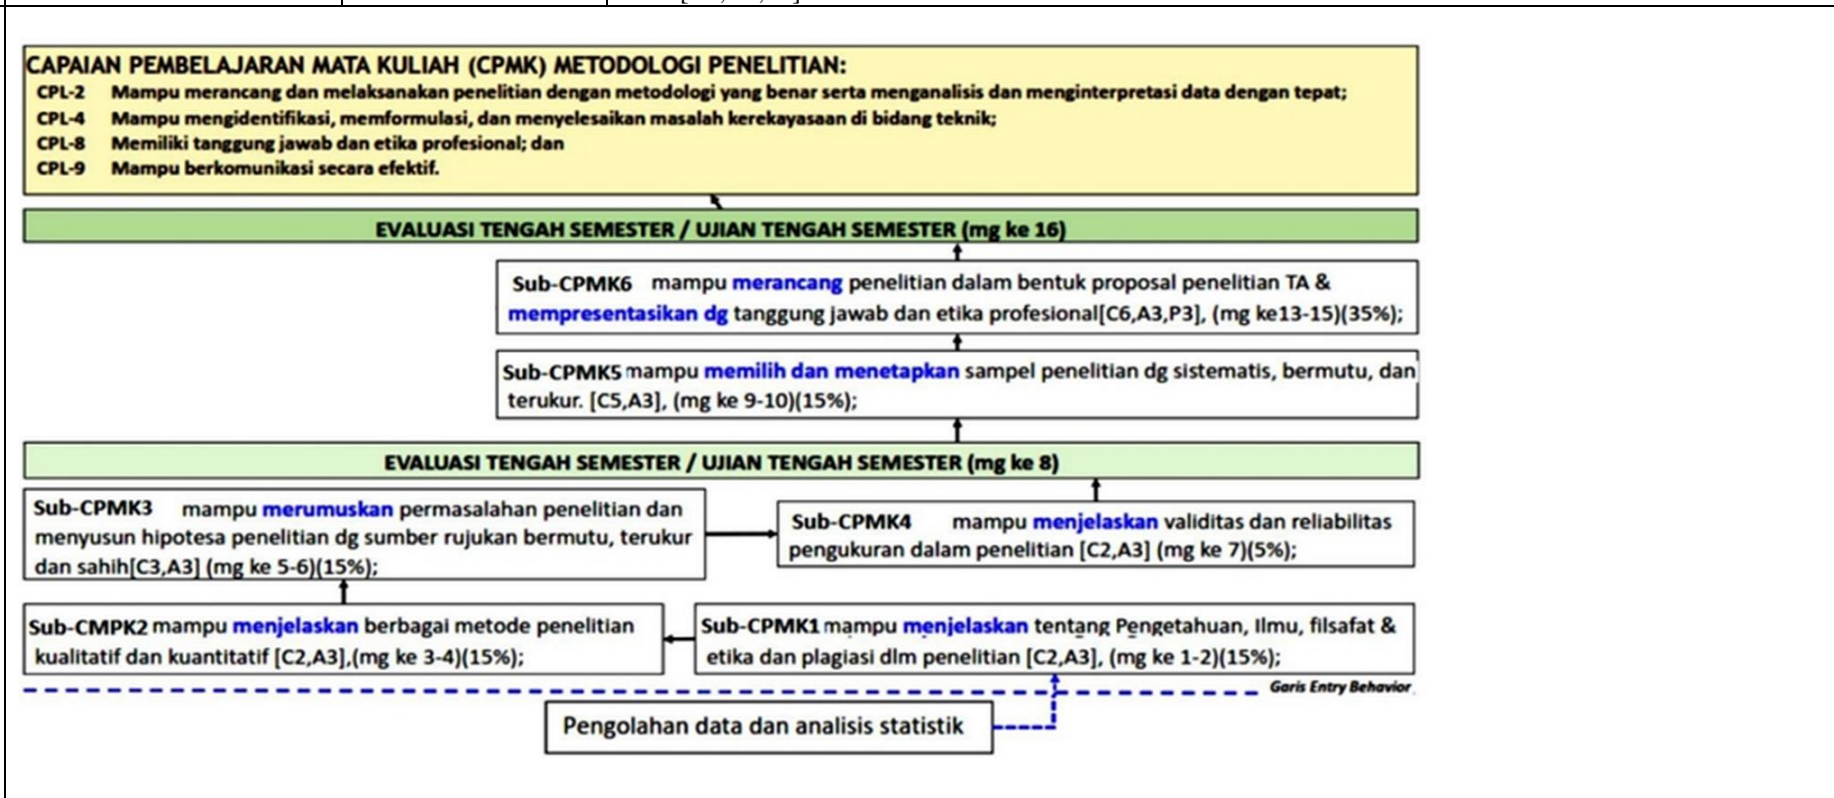 CAPAIAN PEMBELAJARAN MATA KULIAH (CPMK) METODOLOGI PENELITIAN:
CPL-2 Mampu merancang dan melaksanakan penelitian dengan metodologi yang benar serta menganalisis dan menginterpretasi data dengan tepat;
CPL-4 Mampu mengidentifikasi, memformulasi, dan menyelesaikan masalah kerekayasaan di bidang teknik;
CPL-8 Memiliki tanggung jawab dan etika profesional; dan
CPL-9 Mampu berkomunikasi secara efektif.
EVALUASI TENGAH SEMESTER / UJIAN TENGAH SEMESTER (mg ke 16)
Sub-CPMK6 mampu merancang penelitian dalam bentuk proposal penelitian TA &
mempresentasikan dg tanggung jawab dan etika profesional[C6,A3,P3], (mg ke13-15)(35%);
Sub-CPMK5 mampu memilih dan menetapkan sampel penelitian dg sistematis, bermutu, dan
terukur. [C5,A3], (mg ke 9-10)(15%);
EVALUASI TENGAH SEMESTER / UJIAN TENGAH SEMESTER (mg ke 8)
Sub-CPMK3 mampu merumuskan permasalahan penelitian dan
menyusun hipotesa penelitian dg sumber rujukan bermutu, terukur
dan sahih[C3,A3] (mg ke 5-6)(15%);
Sub-CPMK4 mampu menjelaskan validitas dan reliabilitas
pengukuran dalam penelitian [C2,A3] (mg ke 7)(5%);
Sub-CMPK2 mampu menjelaskan berbagai metode penelitian
kualitatif dan kuantitatif [C2,A3],(mg ke 3-4)(15%);
Sub-CPMK1 mampu menjelaskan tentang Pengetahuan, Ilmu, filsafat &
etika dan plagiasi dlm penelitian [C2,A3], (mg ke 1-2)(15%);
Garis Entry Behavior
Pengolahan data dan analisis statistik